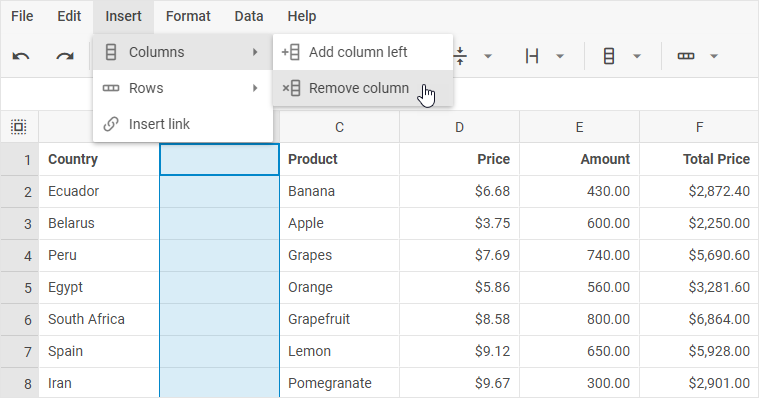 File Edit Insert Format Data Help
Columns Add column left
Rows Remove column
Insert link
C D E F
1 Country Product Price Amount Total Price
2 Ecuador Banana $6.68 430.00 $2,872.40
3 Belarus Apple $3.75 600.00 $2,250.00
4 Peru Grapes $7.69 740.00 $5,690.60
5 Egypt Orange $5.86 560.00 $3,281.60
6 South Africa Grapefruit $8.58 800.00 $6,864.00
7 Spain Lemon $9.12 650.00 $5,928.00
8 Iran Pomegranate $9.67 300.00 $2,901.00